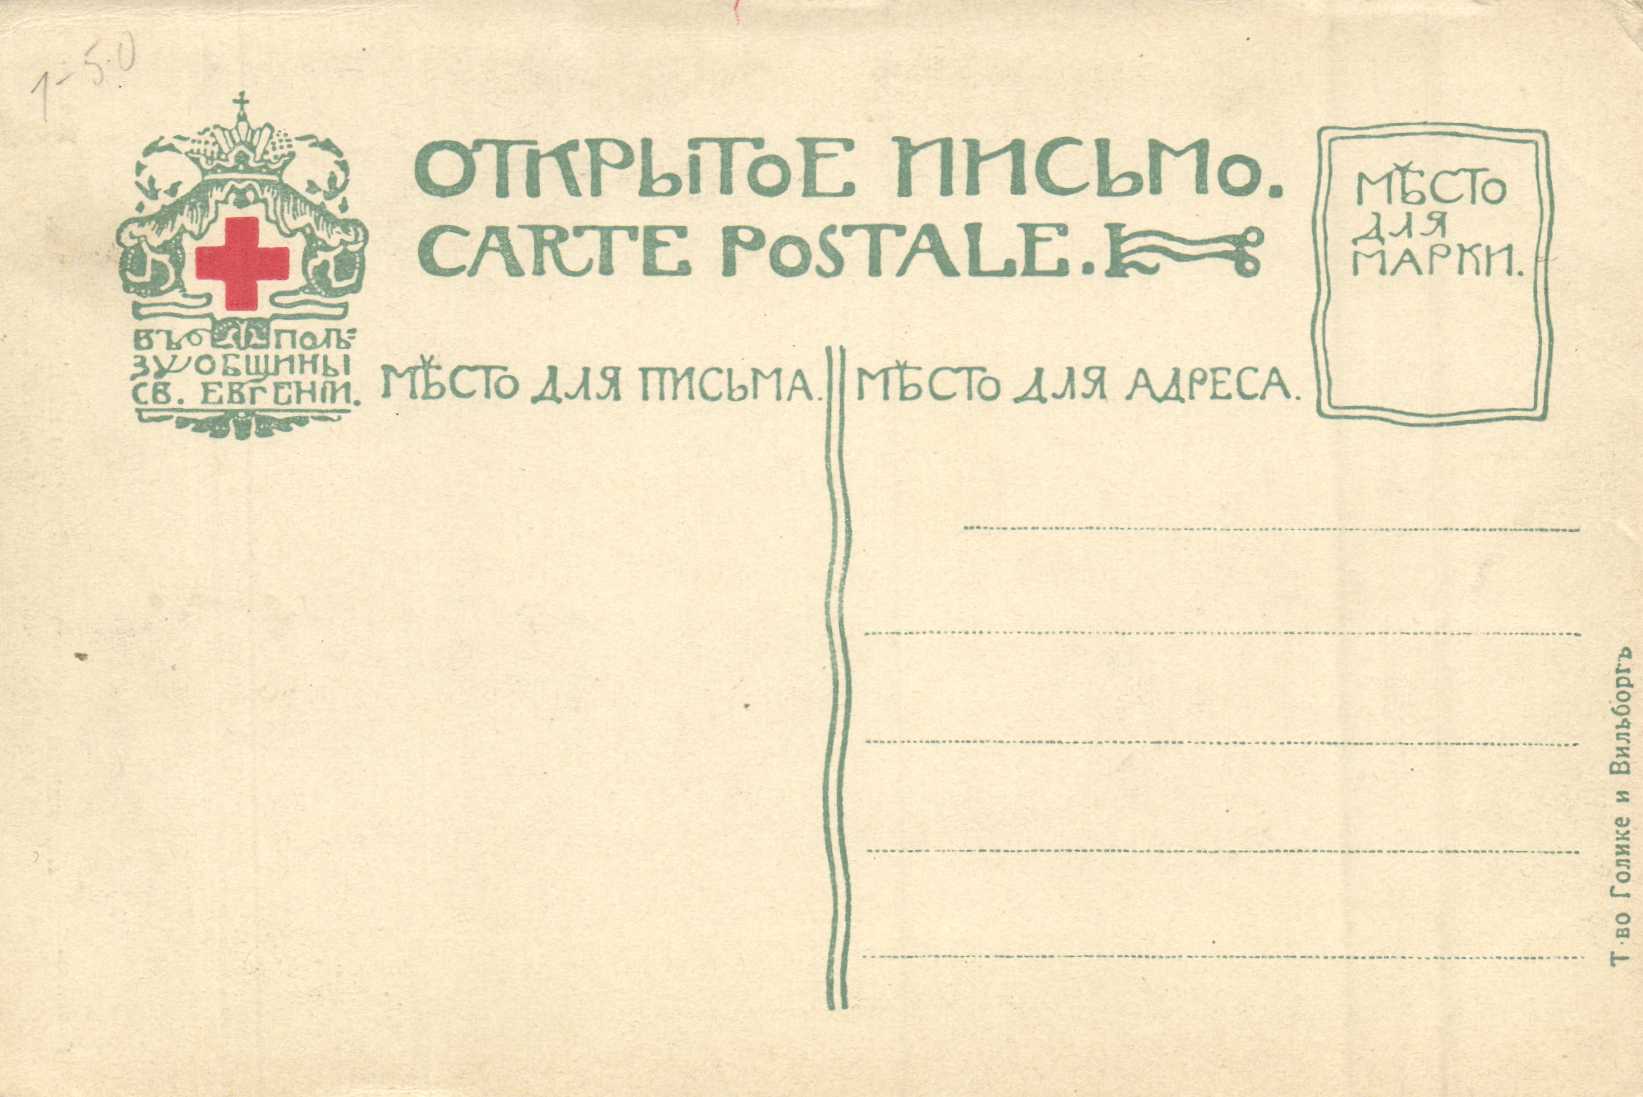 1-50
ОТКРЫТОЕ ПИСЬМО.
CARTE POSTALE.
МѢСТО
ДЛЯ
МАРКИ.
ВЪ ПОЛЬ-
ЗУ ОБЩИНЫ
СВ. ЕВГЕНІИ.
МѢСТО ДЛЯ ПИСЬМА.
МѢСТО ДЛЯ АДРЕСА.
Т-во Голике и Вильборгъ